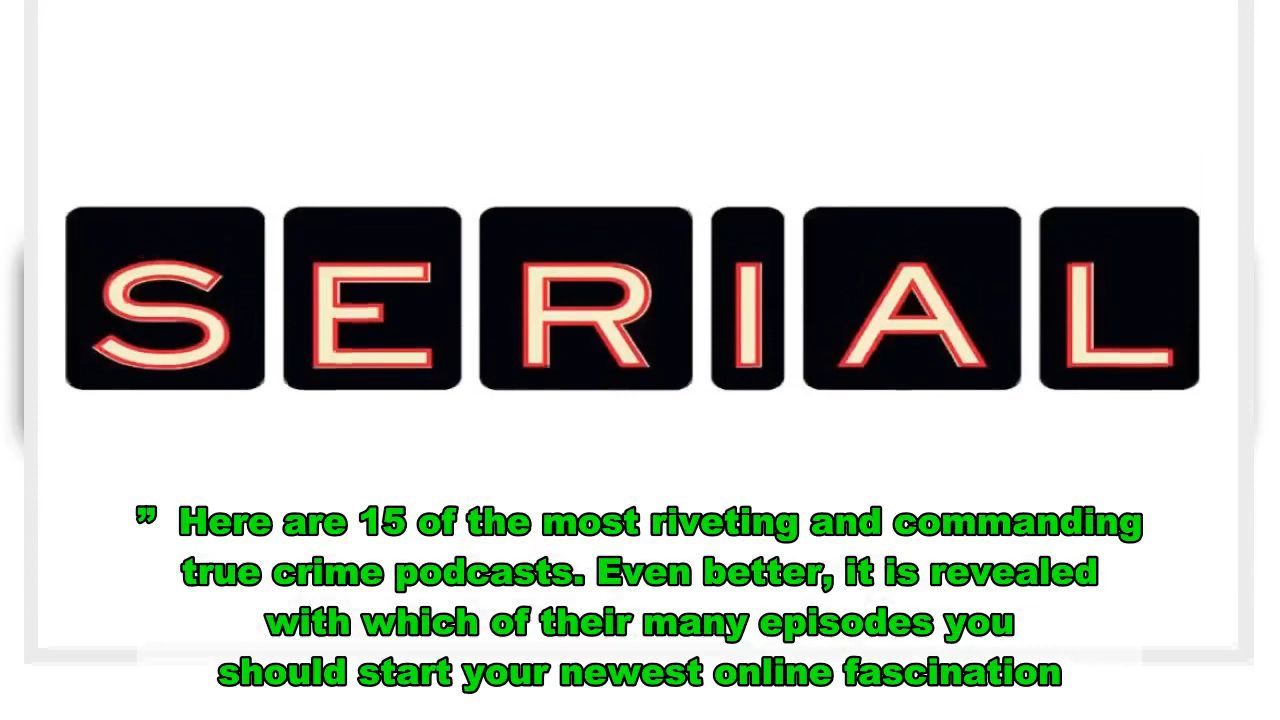 SERIAL
” Here are 15 of the most riveting and commanding
true crime podcasts. Even better, it is revealed
with which of their many episodes you
should start your newest online fascination